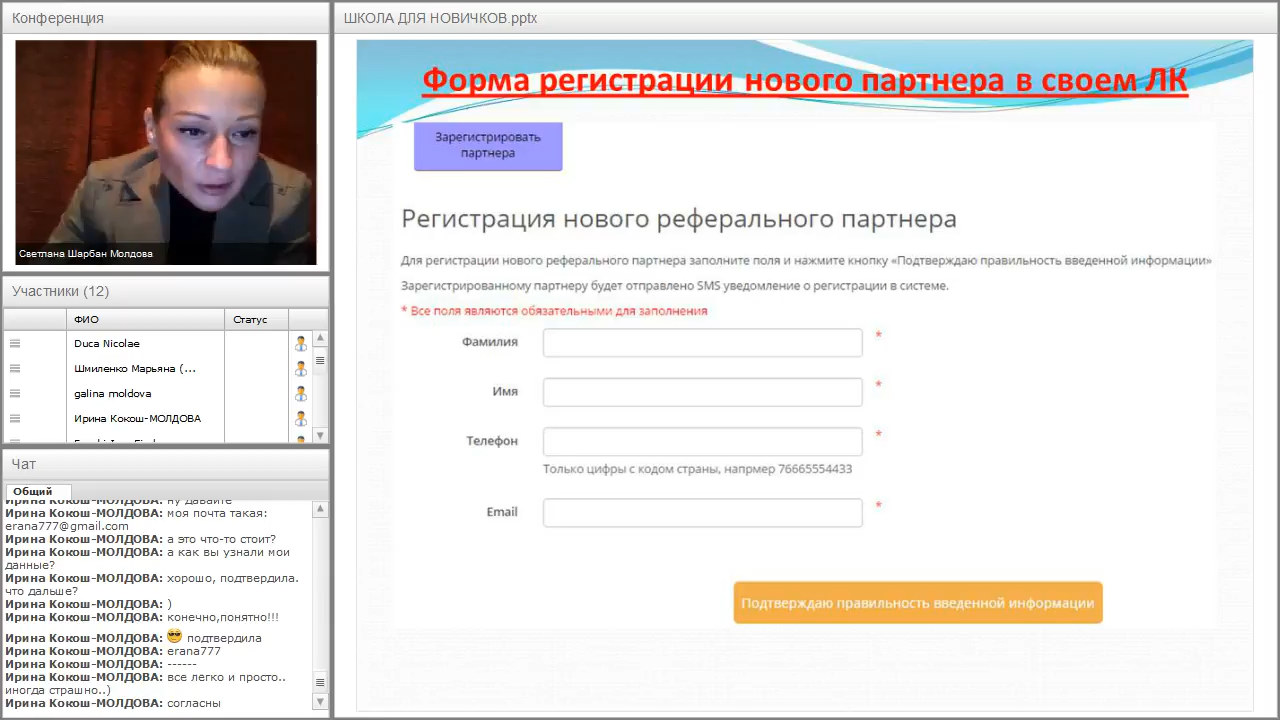 Конференция
Светлана Шарбан Молдова
Участники (12)
ФИО
Статус
Duca Nicolae
Шмиленко Марьяна (...
galina moldova
Ирина Кокош-МОЛДОВА
Чат
Общий
Ирина Кокош-МОЛДОВА: ну давайте
Ирина Кокош-МОЛДОВА: моя почта такая:
erana777@gmail.com
Ирина Кокош-МОЛДОВА: а это что-то стоит?
Ирина Кокош-МОЛДОВА: а как вы узнали мои
данные?
Ирина Кокош-МОЛДОВА: хорошо, подтвердила.
что дальше?
Ирина Кокош-МОЛДОВА: )
Ирина Кокош-МОЛДОВА: конечно,понятно!!!
Ирина Кокош-МОЛДОВА: подтвердила
Ирина Кокош-МОЛДОВА: erana777
Ирина Кокош-МОЛДОВА: ------
Ирина Кокош-МОЛДОВА: все легко и просто..
иногда страшно..)
Ирина Кокош-МОЛДОВА: согласны
ШКОЛА ДЛЯ НОВИЧКОВ.pptx
Форма регистрации нового партнера в своем ЛК
Зарегистрировать
партнера
Регистрация нового реферального партнера
Для регистрации нового реферального партнера заполните поля и нажмите кнопку «Подтверждаю правильность введенной информации»
Зарегистрированному партнеру будет отправлено SMS уведомление о регистрации в системе.
* Все поля являются обязательными для заполнения
Фамилия *
Имя *
Телефон *
Только цифры с кодом страны, напрмер 76665554433
Email *
Подтверждаю правильность введенной информации